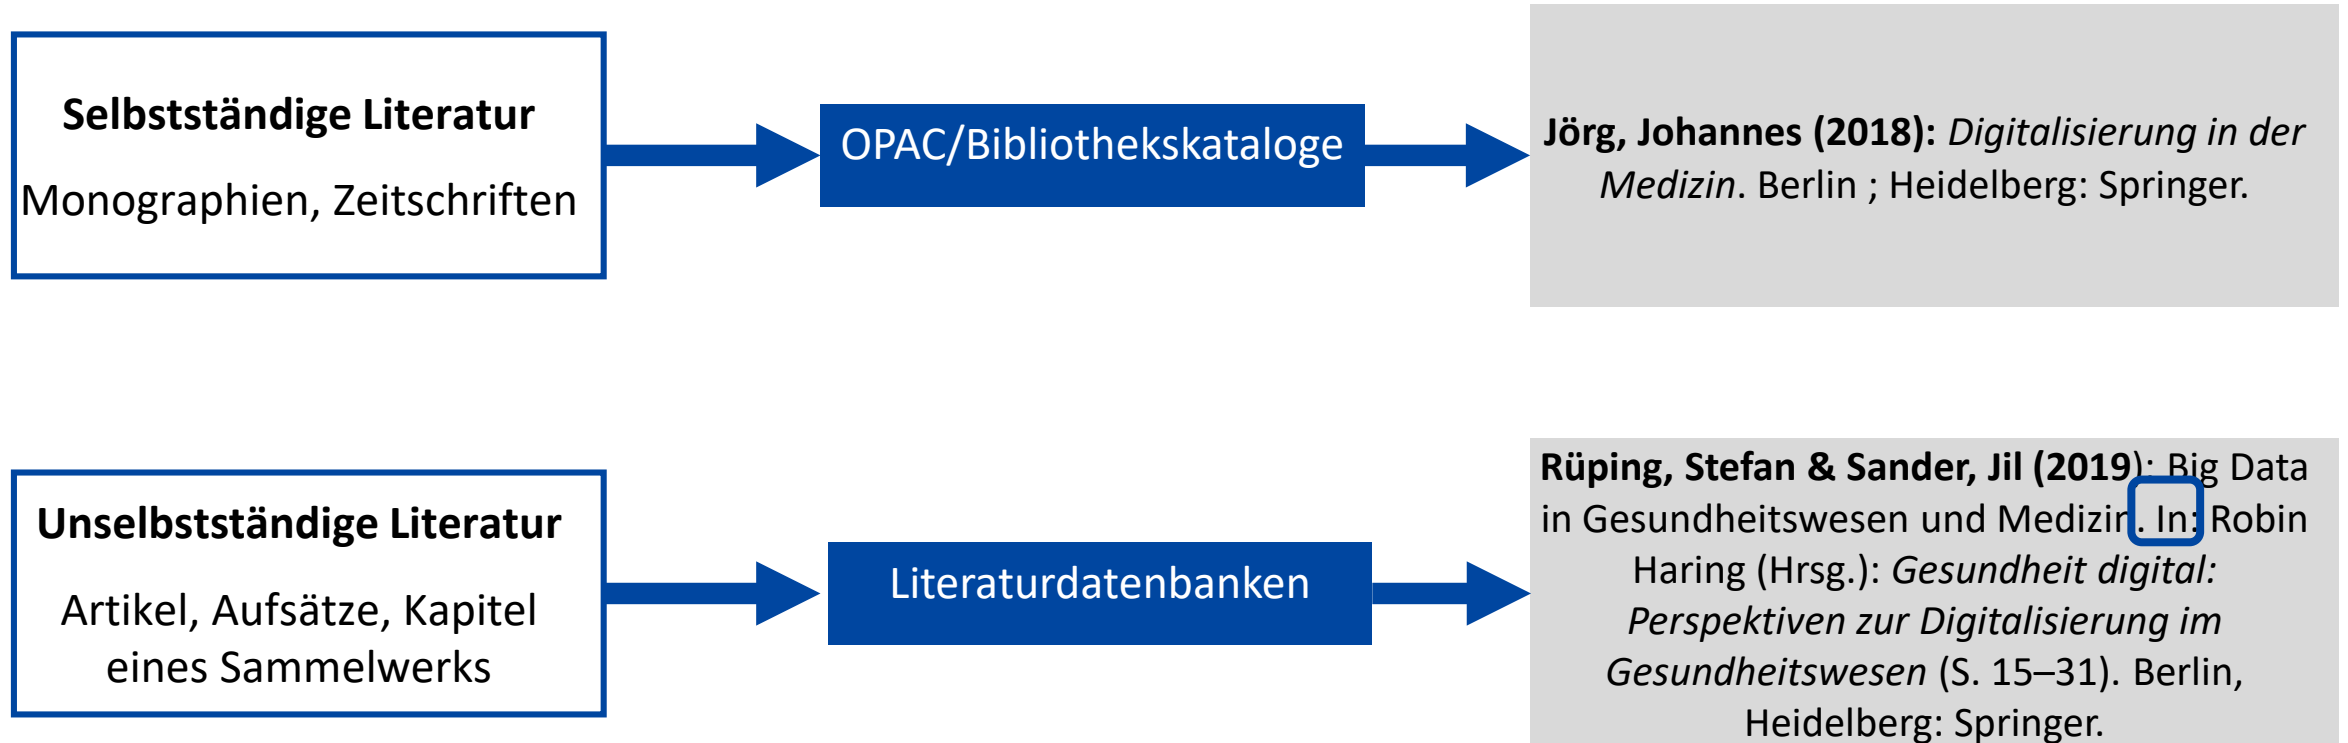 Selbstständige Literatur
Monographien, Zeitschriften
OPAC/Bibliothekskataloge
Jörg, Johannes (2018): Digitalisierung in der
Medizin. Berlin ; Heidelberg: Springer.
Unselbstständige Literatur
Artikel, Aufsätze, Kapitel
eines Sammelwerks
Literaturdatenbanken
Rüping, Stefan & Sander, Jil (2019): Big Data
in Gesundheitswesen und Medizin. In: Robin
Haring (Hrsg.): Gesundheit digital:
Perspektiven zur Digitalisierung im
Gesundheitswesen (S. 15–31). Berlin,
Heidelberg: Springer.